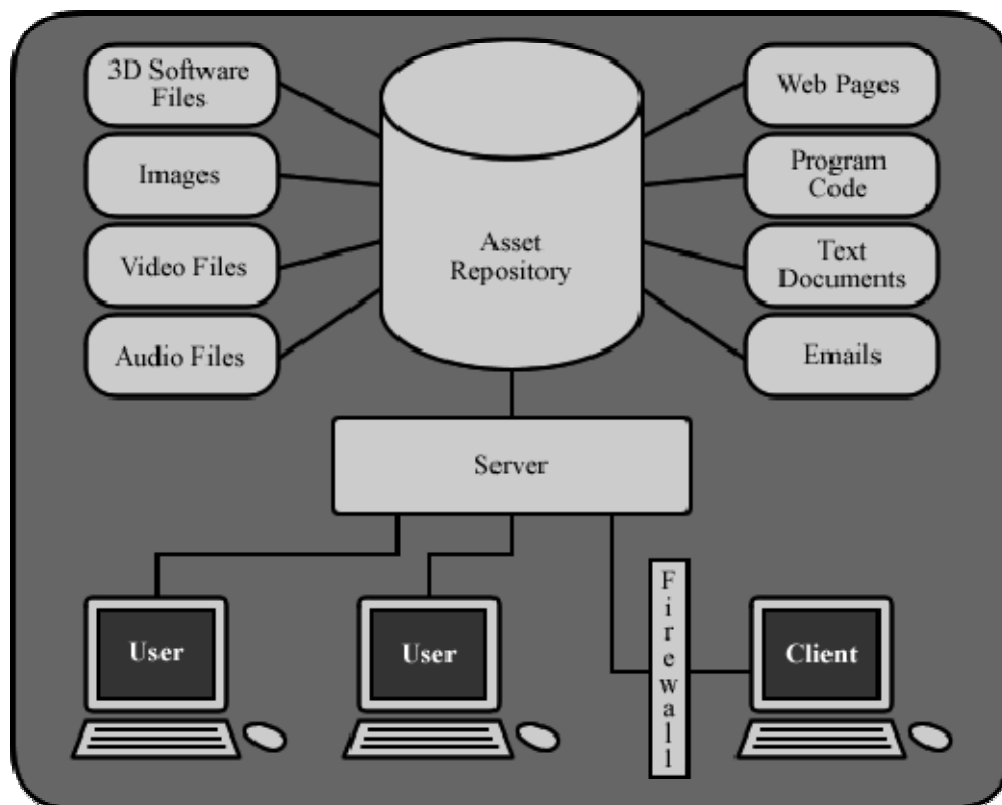 3D Software
Files
Images
Video Files
Audio Files
Asset
Repository
Web Pages
Program
Code
Text
Documents
Emails
Server
User
User
Firewall
Client